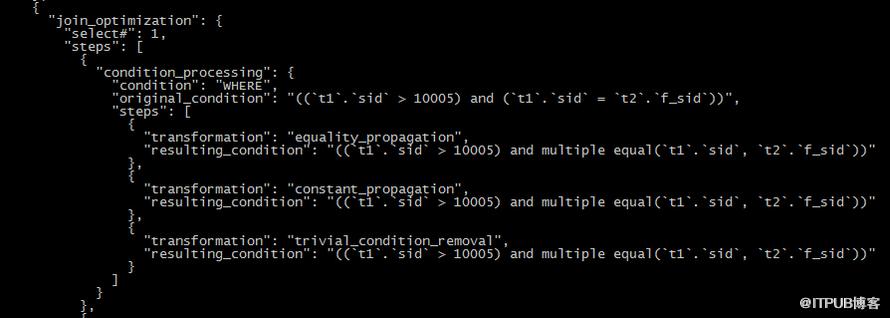 },
{
"join_optimization": {
"select#": 1,
"steps": [
{
"condition_processing": {
"condition": "WHERE",
"original_condition": "((`t1`.`sid` > 10005) and (`t1`.`sid` = `t2`.`f_sid`))",
"steps": [
{
"transformation": "equality_propagation",
"resulting_condition": "((`t1`.`sid` > 10005) and multiple equal(`t1`.`sid`, `t2`.`f_sid`))"
},
{
"transformation": "constant_propagation",
"resulting_condition": "((`t1`.`sid` > 10005) and multiple equal(`t1`.`sid`, `t2`.`f_sid`))"
},
{
"transformation": "trivial_condition_removal",
"resulting_condition": "((`t1`.`sid` > 10005) and multiple equal(`t1`.`sid`, `t2`.`f_sid`))"
}
]
}
},
{
@ITPUB博客